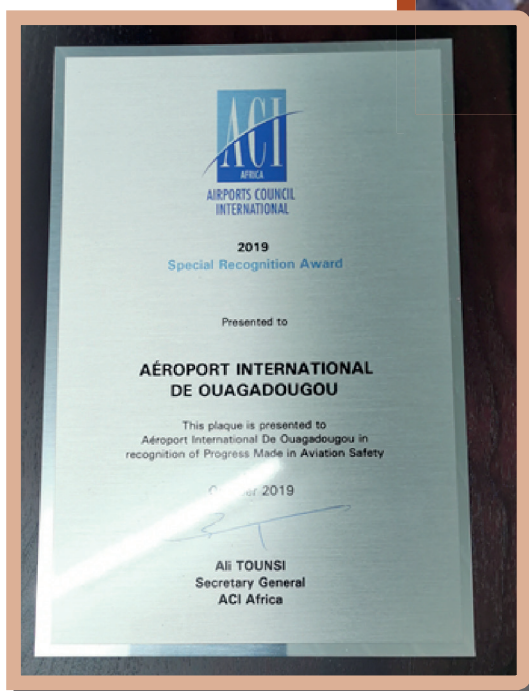 ACI
AFRICA
AIRPORTS COUNCIL
INTERNATIONAL
2019
Special Recognition Award
Presented to
AÉROPORT INTERNATIONAL
DE OUAGADOUGOU
This plaque is presented to
Aéroport International De Ouagadougou in
recognition of Progress Made in Aviation Safety
2019
Ali TOUNSI
Secretary General
ACI Africa